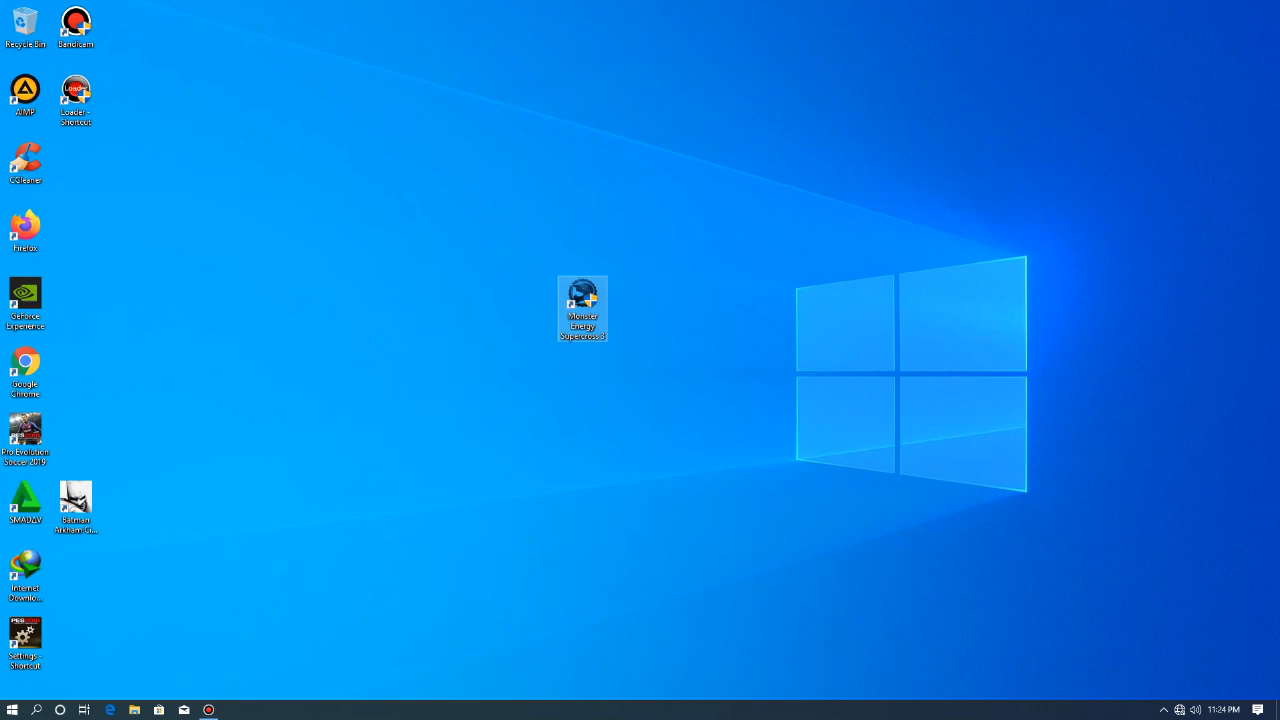 Recycle Bin
Bandicam
AIMP
Loader
Loader -
Shortcut
CCleaner
Firefox
GeForce
Experience
Monster
Energy
Supercross 3
Google
Chrome
Pro Evolution
Soccer 2019
SMADAV
Batman
Arkham Ci...
Internet
Downlo...
Settings -
Shortcut
11:24 PM